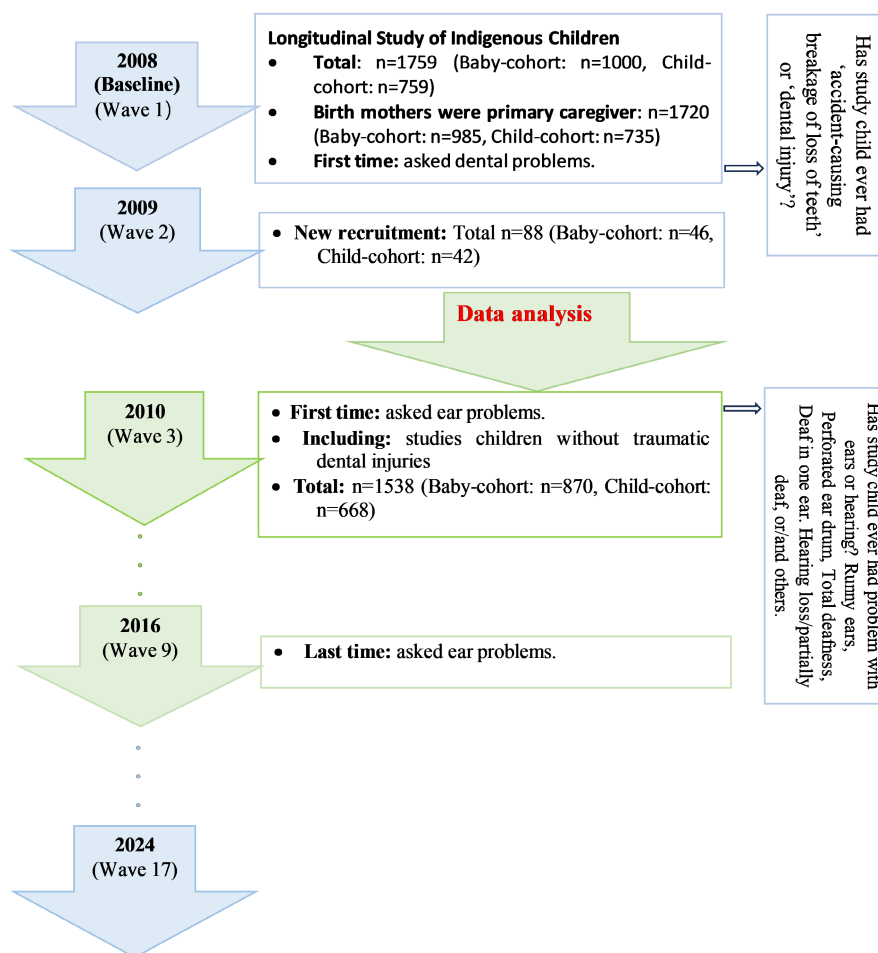 2008
(Baseline)
(Wave 1)
Longitudinal Study of Indigenous Children
• Total: n=1759 (Baby-cohort: n=1000, Child-
cohort: n=759)
• Birth mothers were primary caregiver: n=1720
(Baby-cohort: n=985, Child-cohort: n=735)
• First time: asked dental problems.
Has study child ever had
‘accident-causing
breakage of loss of teeth’
or ‘dental injury’?
2009
(Wave 2)
• New recruitment: Total n=88 (Baby-cohort: n=46,
Child-cohort: n=42)
Data analysis
2010
(Wave 3)
• First time: asked ear problems.
• Including: studies children without traumatic
dental injuries
• Total: n=1538 (Baby-cohort: n=870, Child-cohort:
n=668)
Has study child ever had problem with
ears or hearing? Runny ears,
Perforated ear drum, Total deafness,
Deaf in one ear. Hearing loss/partially
deaf, or/and others.
2016
(Wave 9)
• Last time: asked ear problems.
2024
(Wave 17)